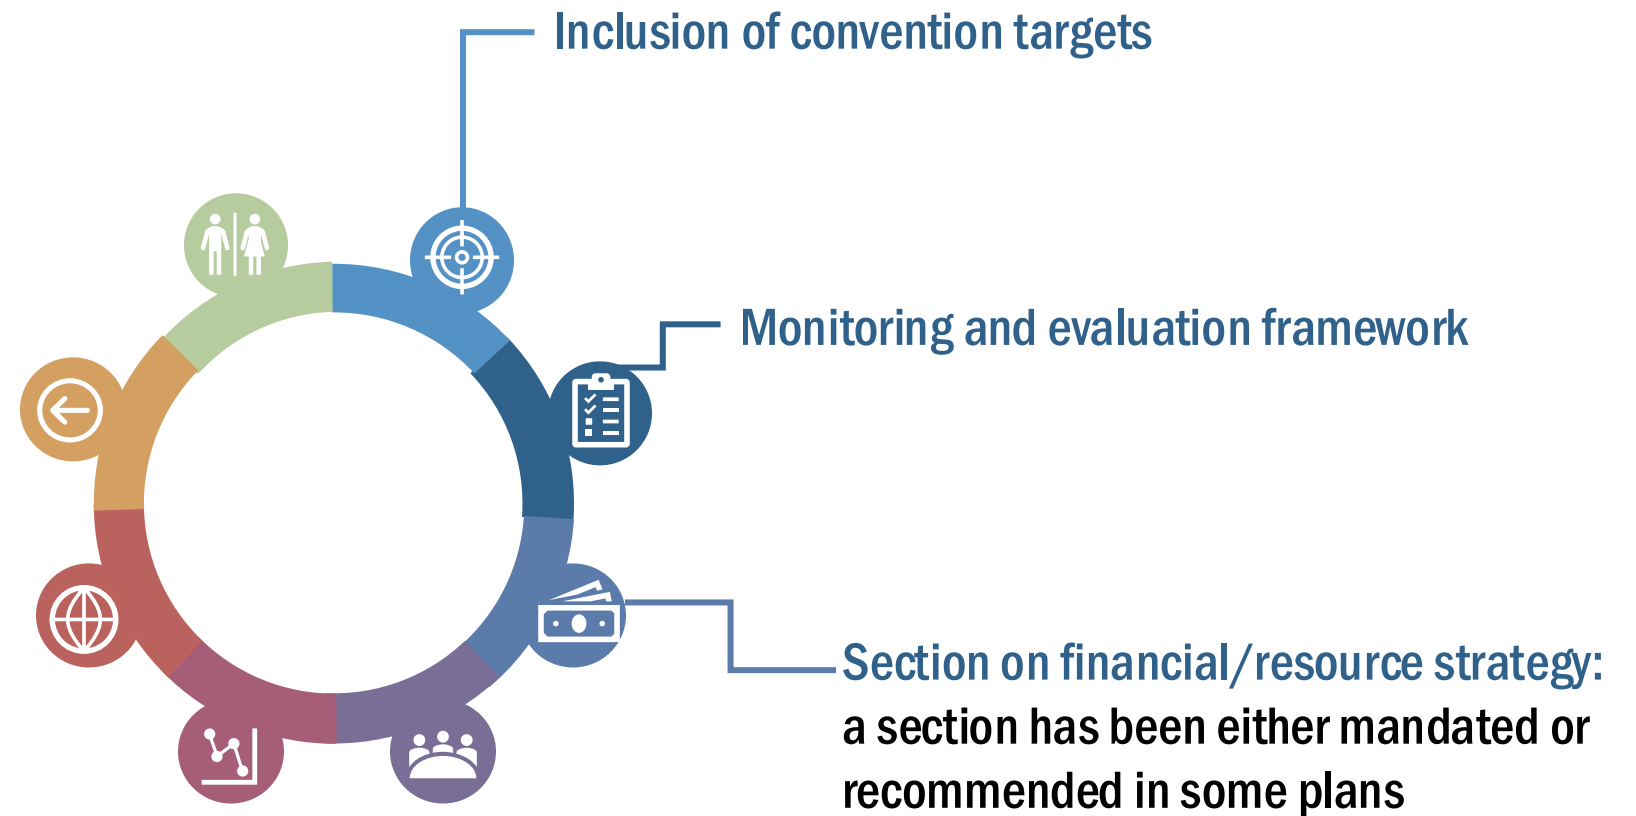 Inclusion of convention targets
Monitoring and evaluation framework
Section on financial/resource strategy:
a section has been either mandated or
recommended in some plans